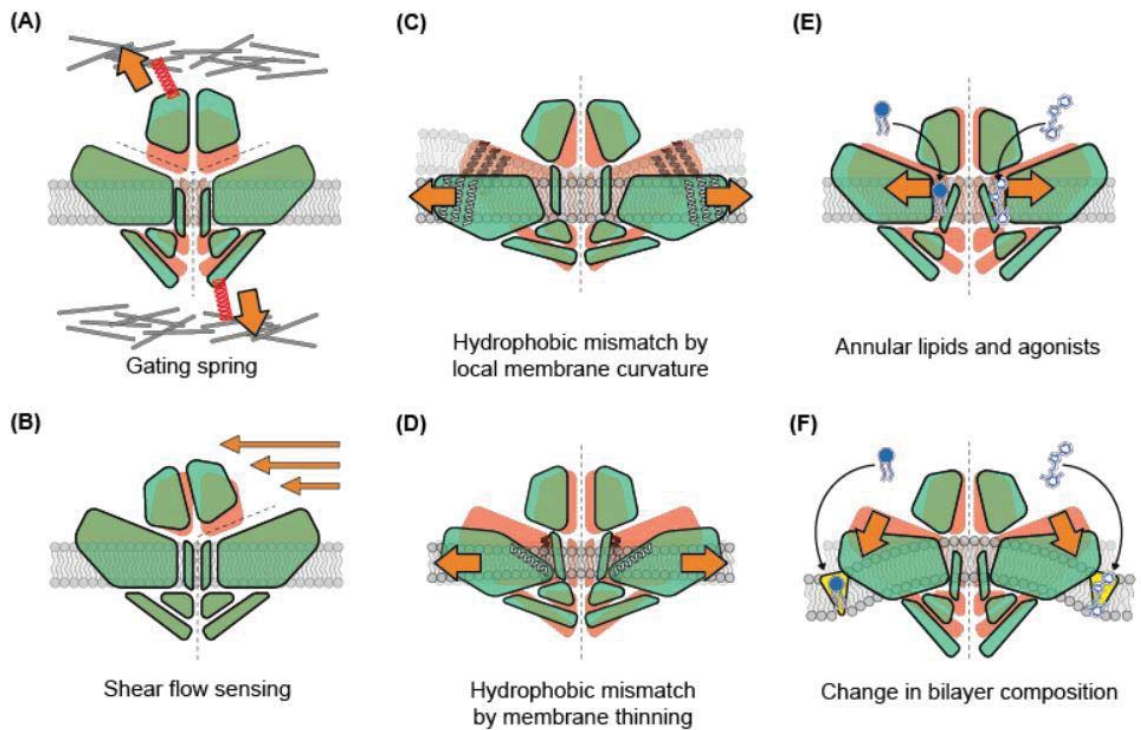 (A)
Gating spring
(B)
Shear flow sensing
(C)
Hydrophobic mismatch by
local membrane curvature
(D)
Hydrophobic mismatch
by membrane thinning
(E)
Annular lipids and agonists
(F)
Change in bilayer composition